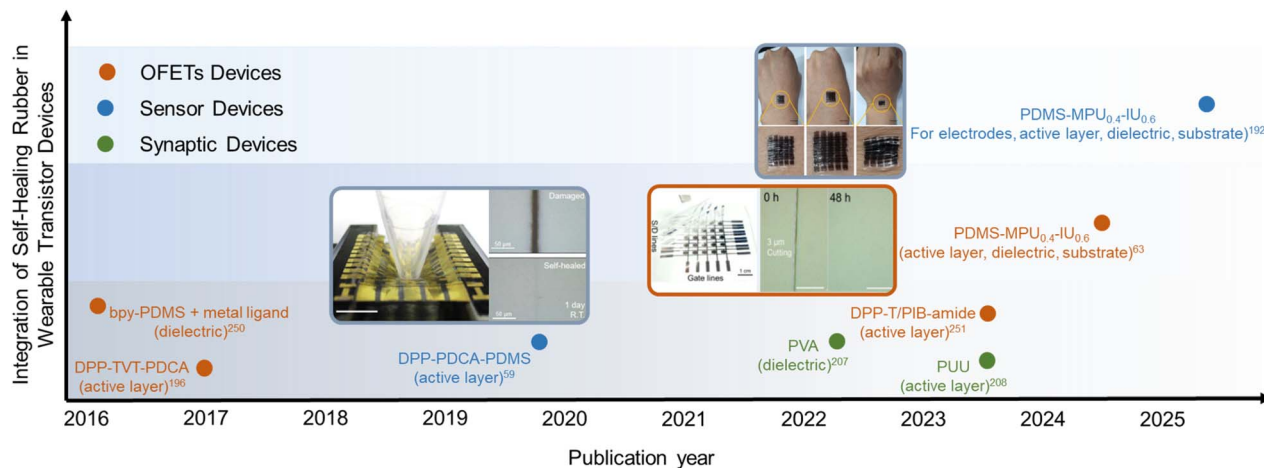 Integration of Self-Healing Rubber in
Wearable Transistor Devices
OFETs Devices
Sensor Devices
Synaptic Devices
PDMS-MPU0.4-IU0.6
For electrodes, active layer, dielectric, substrate)192
Damaged
50 μm
Self-healed
1 day
R.T
50 μm
S/D lines
Gate lines
1 cm
0 h
48 h
3 μm
Cutting
PDMS-MPU0.4-IU0.6
(active layer, dielectric, substrate)63
bpy-PDMS + metal ligand
(dielectric)250
DPP-TVT-PDCA
(active layer)196
DPP-PDCA-PDMS
(active layer)59
PVA
(dielectric)207
DPP-T/PIB-amide
(active layer)251
PUU
(active layer)208
2016 2017 2018 2019 2020 2021 2022 2023 2024 2025
Publication year